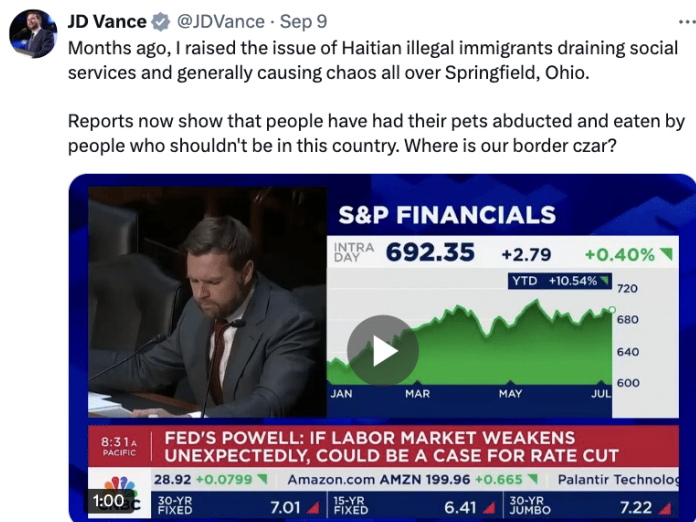 JD Vance @JDVance · Sep 9
Months ago, I raised the issue of Haitian illegal immigrants draining social
services and generally causing chaos all over Springfield, Ohio.
Reports now show that people have had their pets abducted and eaten by
people who shouldn't be in this country. Where is our border czar?
S&P FINANCIALS
INTRA
DAY
692.35
+2.79
+0.40%
YTD +10.54%
720
680
640
600
JAN MAR MAY JUL
8:31A
PACIFIC
FED'S POWELL: IF LABOR MARKET WEAKENS
UNEXPECTEDLY, COULD BE A CASE FOR RATE CUT
28.92 +0.0799 Amazon.com AMZN 199.96 +0.665 Palantir Technolog
1:00
30-YR
FIXED
7.01
15-YR
FIXED
6.41
30-YR
JUMBO
7.22